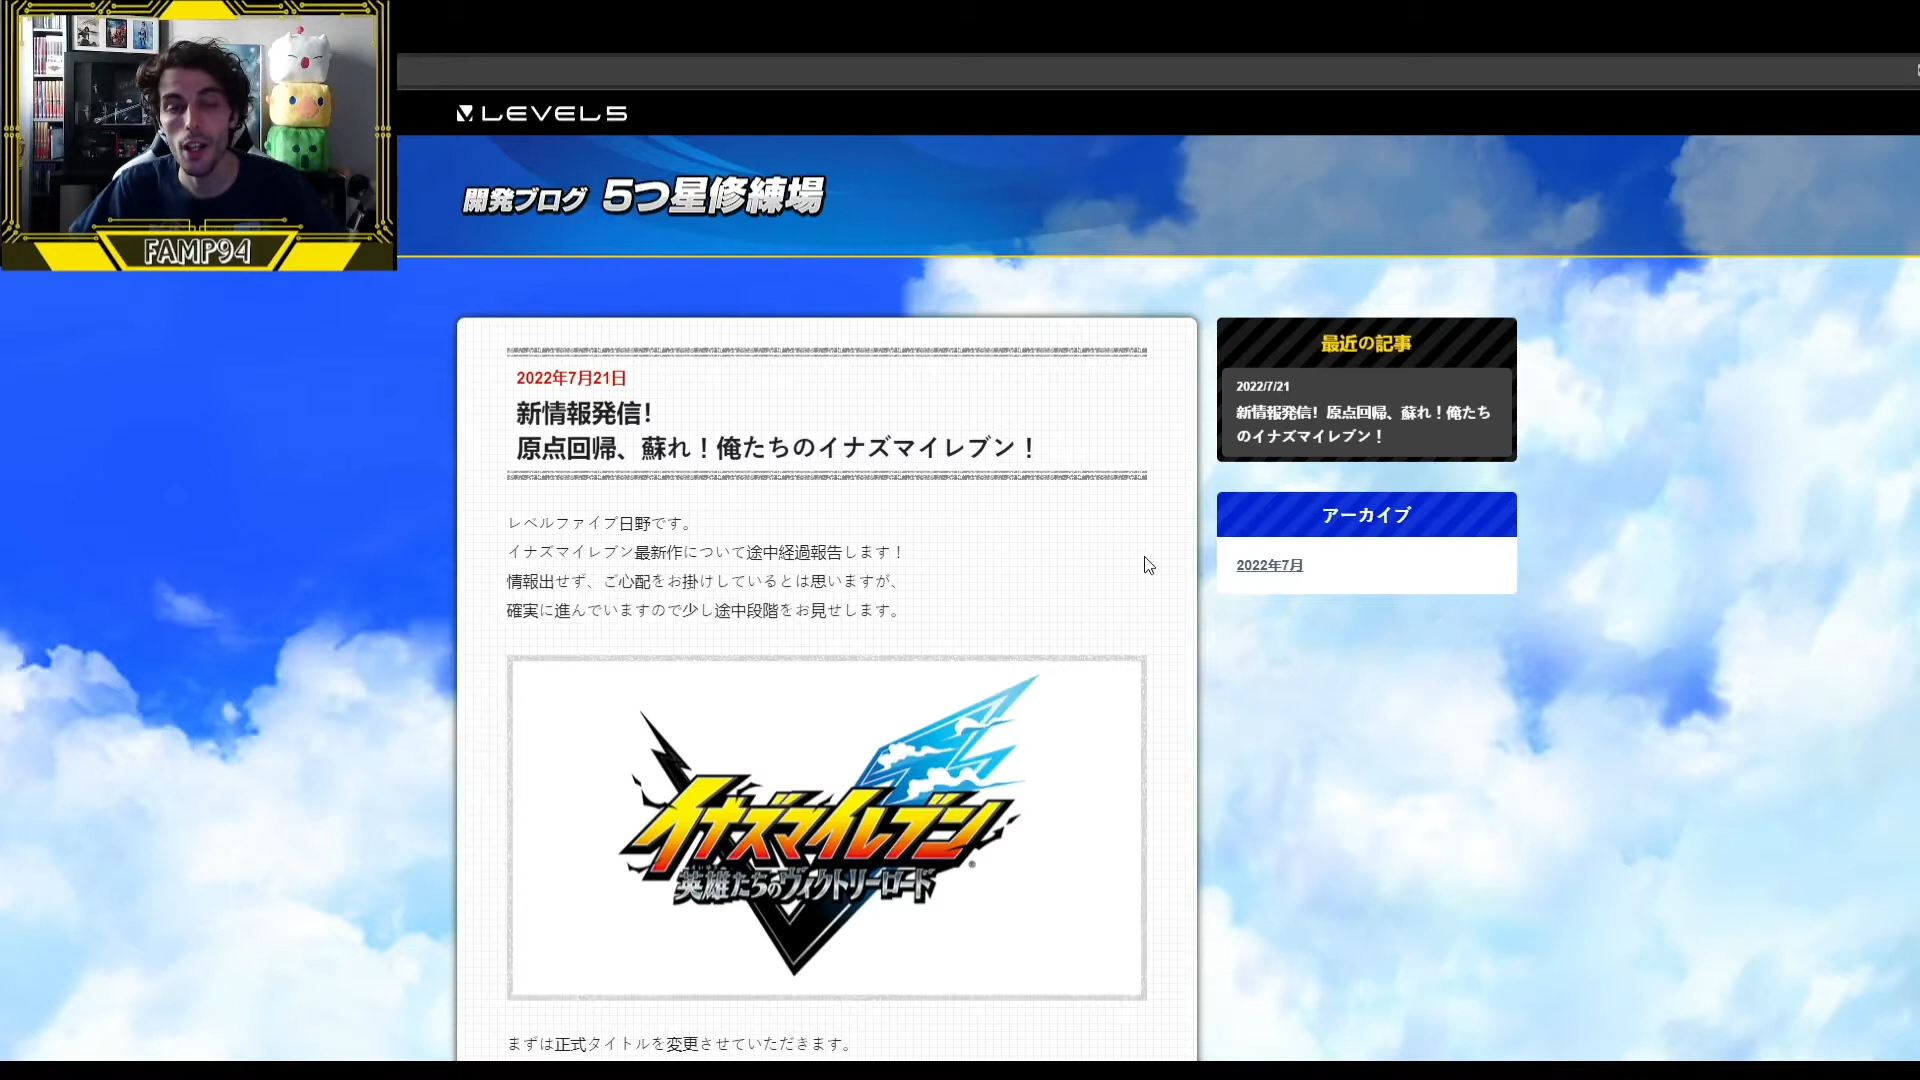 FAMP94
LEVEL5
開発ブログ 5つ星修練場
2022年7月21日
新情報発信!
原点回帰、蘇れ!俺たちのイナズマイレブン!
レベルファイブ日野です。
イナズマイレブン最新作について途中経過報告します!
情報出せず、ご心配をお掛けしているとは思いますが、
確実に進んでいますので少し途中段階をお見せします。
イナズマイレブン
英雄たちのヴィクトリーロード
まずは正式タイトルを変更させていただきます。
最近の記事
2022/7/21
新情報発信! 原点回帰、蘇れ!俺たち
のイナズマイレブン!
アーカイブ
2022年7月